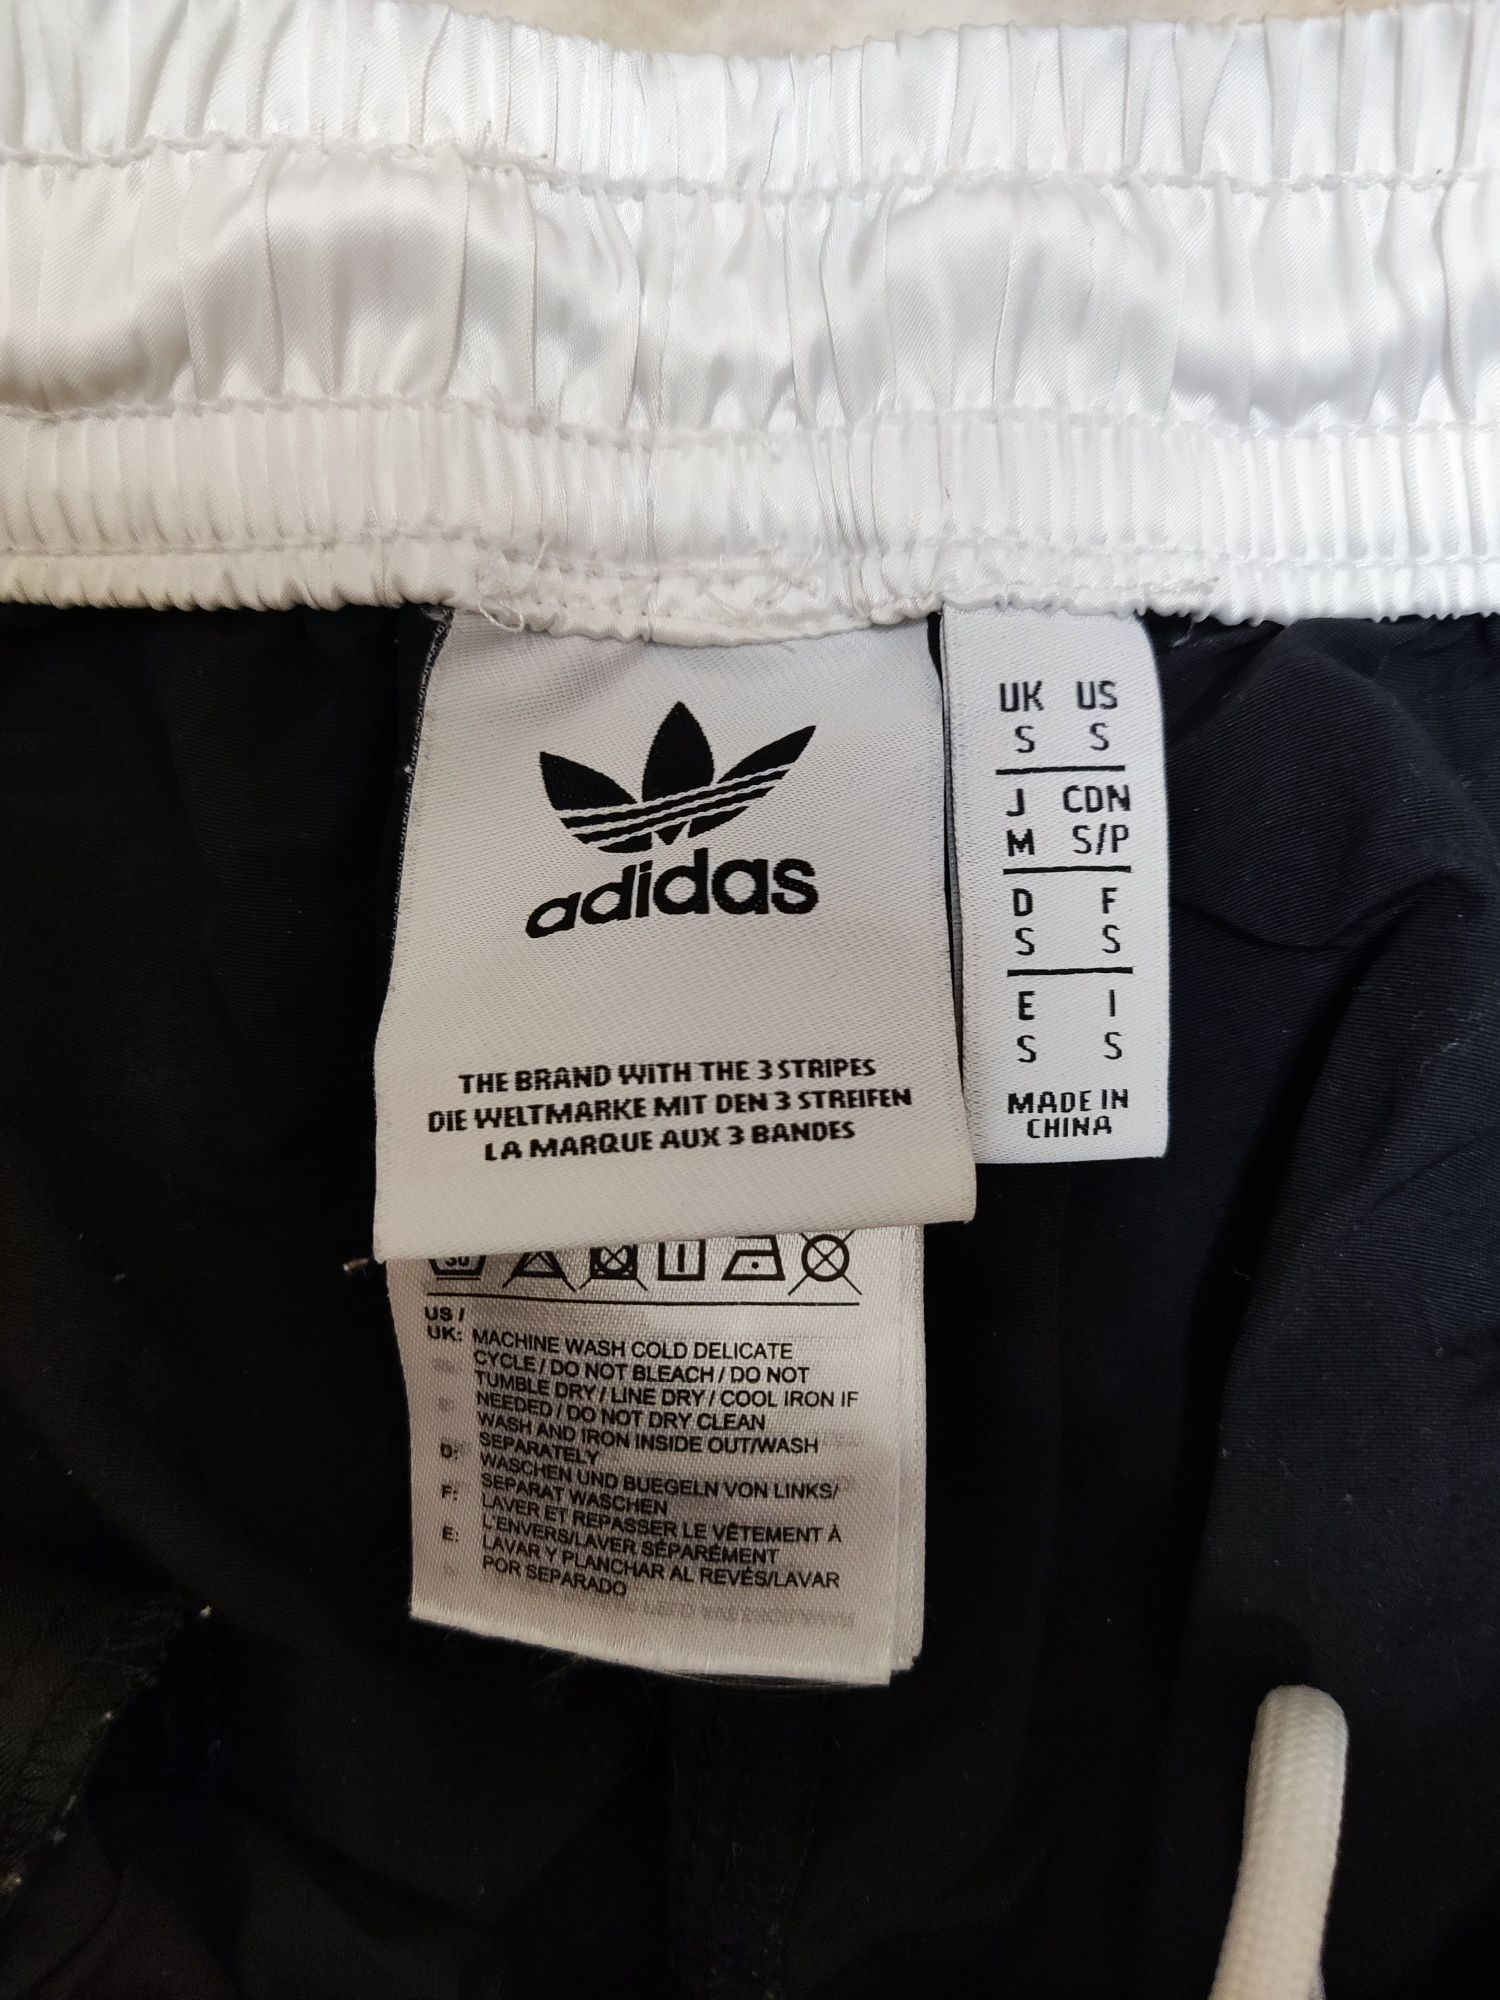 adidas
THE BRAND WITH THE 3 STRIPES
DIE WELTMARKE MIT DEN 3 STREIFEN
LA MARQUE AUX 3 BANDES
UK US
S S
J CDN
M S/P
D F
S S
E I
S S
MADE IN
CHINA
30
US /
UK: MACHINE WASH COLD DELICATE
CYCLE / DO NOT BLEACH / DO NOT
TUMBLE DRY / LINE DRY / COOL IRON IF
NEEDED / DO NOT DRY CLEAN
WASH AND IRON INSIDE OUT/WASH
SEPARATELY
D: WASCHEN UND BUEGELN VON LINKS/
SEPARAT WASCHEN
F: LAVER ET REPASSER LE VÊTEMENT À
L'ENVERS/LAVER SÉPARÉMENT
E: LAVAR Y PLANCHAR AL REVÉS/LAVAR
POR SEPARADO